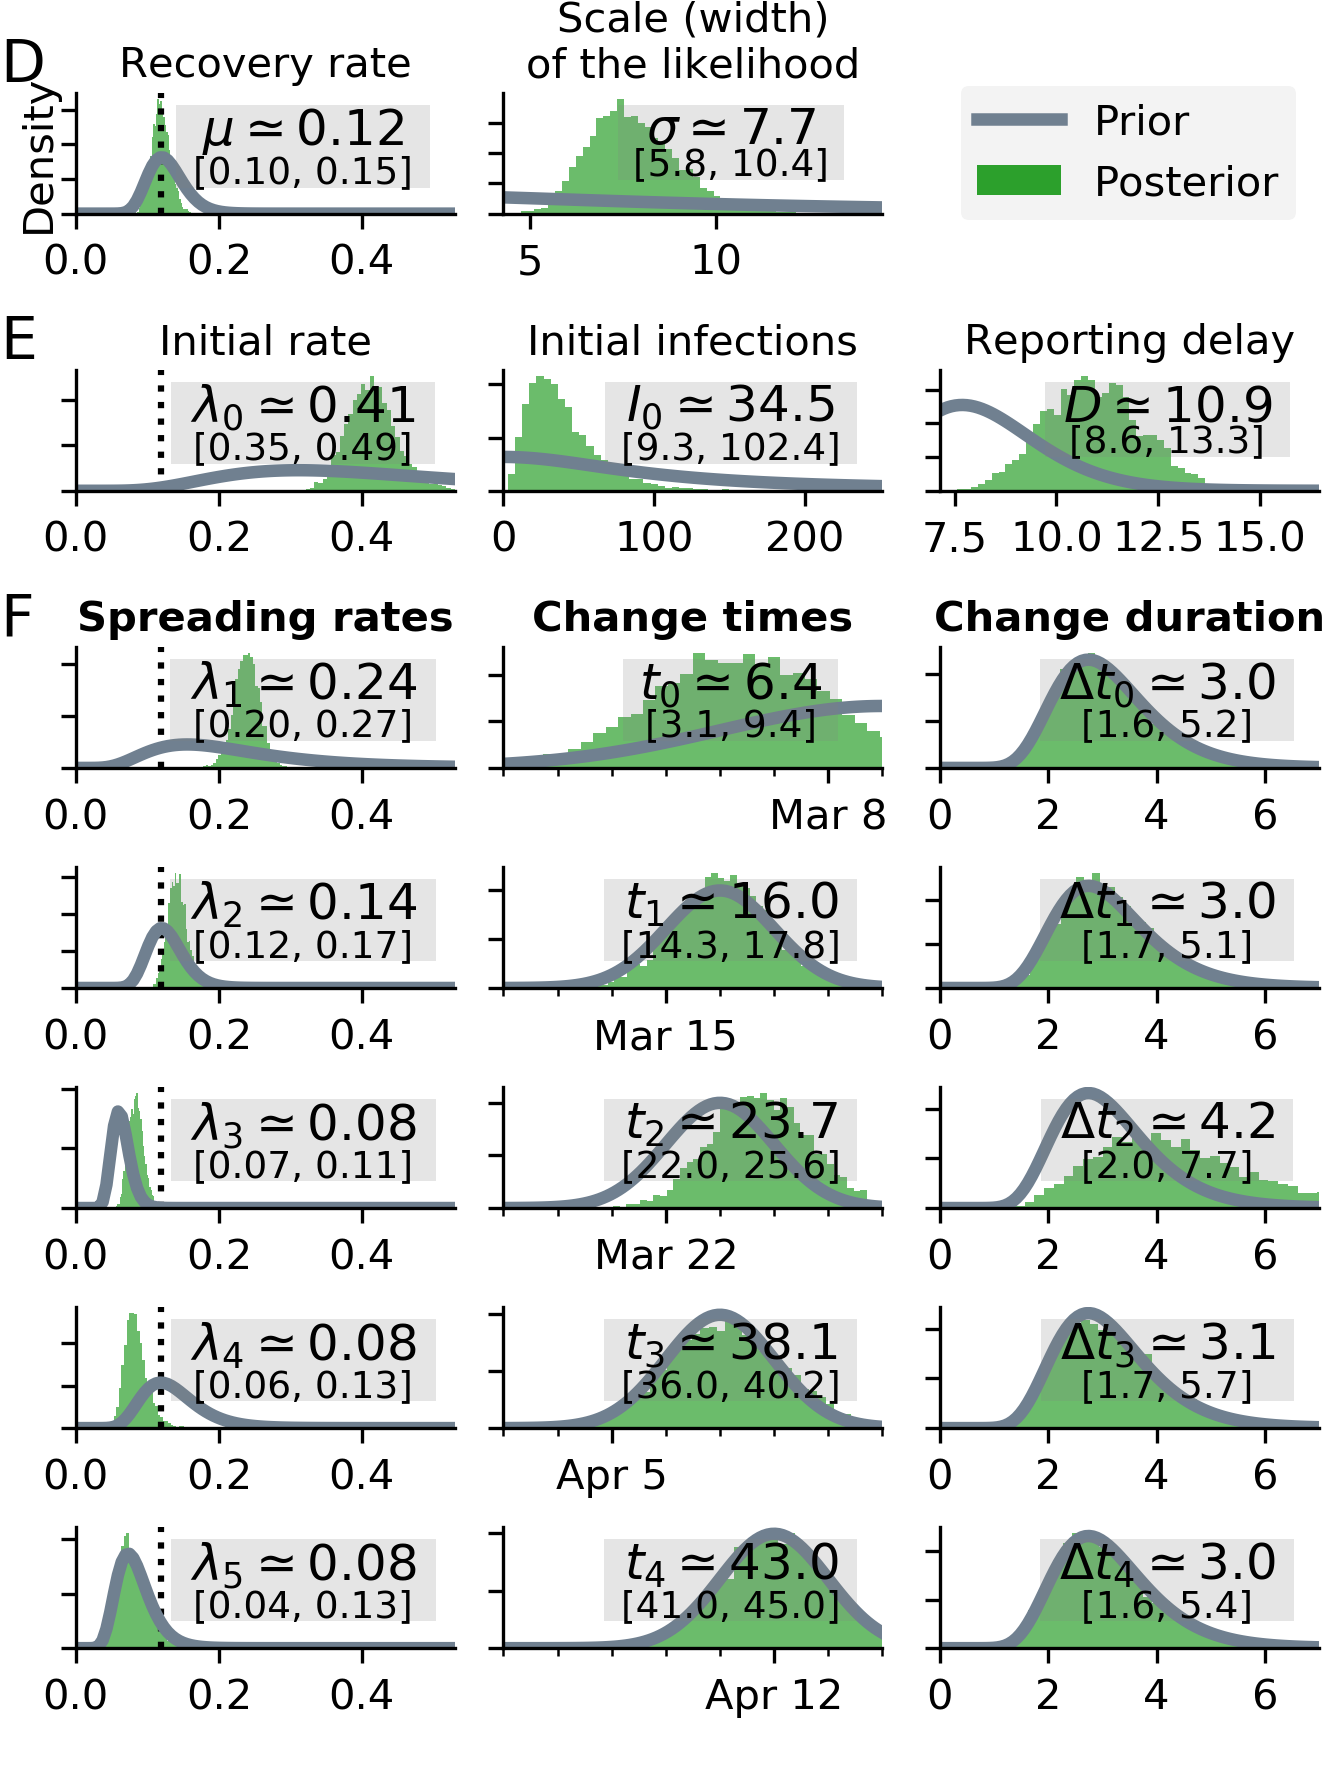 D
Recovery rate
Scale (width)
of the likelihood
Density
μ ≃ 0.12
[0.10, 0.15]
σ ≃ 7.7
[5.8, 10.4]
Prior
Posterior
0.0 0.2 0.4
5 10
E
Initial rate
Initial infections
Reporting delay
λ0 ≃ 0.41
[0.35, 0.49]
I0 ≃ 34.5
[9.3, 102.4]
D ≃ 10.9
[8.6, 13.3]
0.0 0.2 0.4
0 100 200
7.5 10.0 12.5 15.0
F
Spreading rates
Change times
Change duration
λ1 ≃ 0.24
[0.20, 0.27]
t0 ≃ 6.4
[3.1, 9.4]
Δt0 ≃ 3.0
[1.6, 5.2]
0.0 0.2 0.4
Mar 8
0 2 4 6
λ2 ≃ 0.14
[0.12, 0.17]
t1 ≃ 16.0
[14.3, 17.8]
Δt1 ≃ 3.0
[1.7, 5.1]
0.0 0.2 0.4
Mar 15
0 2 4 6
λ3 ≃ 0.08
[0.07, 0.11]
t2 ≃ 23.7
[22.0, 25.6]
Δt2 ≃ 4.2
[2.0, 7.7]
0.0 0.2 0.4
Mar 22
0 2 4 6
λ4 ≃ 0.08
[0.06, 0.13]
t3 ≃ 38.1
[36.0, 40.2]
Δt3 ≃ 3.1
[1.7, 5.7]
0.0 0.2 0.4
Apr 5
0 2 4 6
λ5 ≃ 0.08
[0.04, 0.13]
t4 ≃ 43.0
[41.0, 45.0]
Δt4 ≃ 3.0
[1.6, 5.4]
0.0 0.2 0.4
Apr 12
0 2 4 6